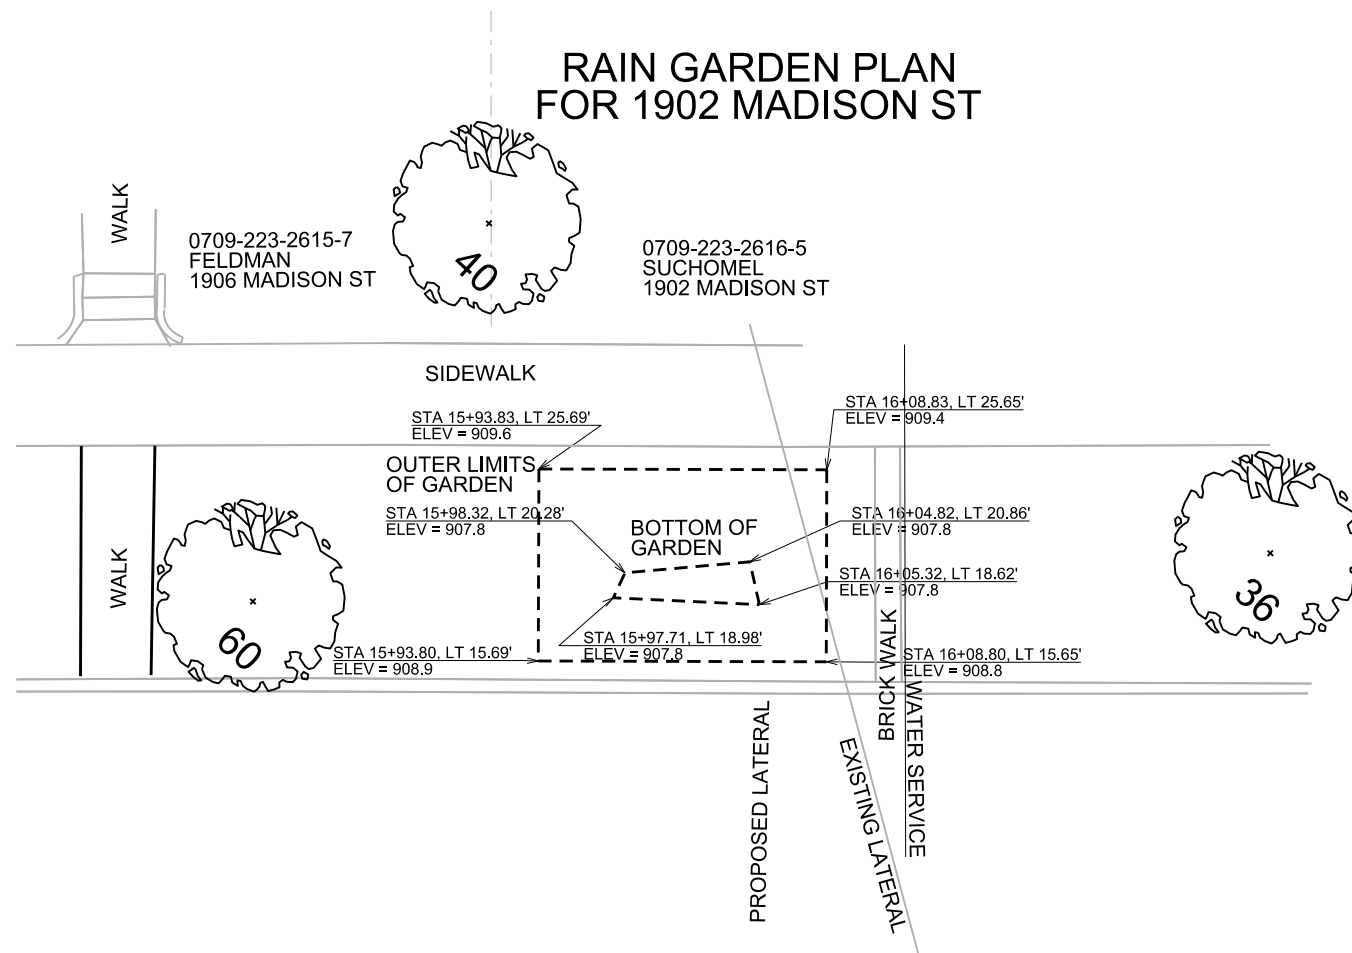 RAIN GARDEN PLAN
FOR 1902 MADISON ST
WALK
0709-223-2615-7
FELDMAN
1906 MADISON ST
40
0709-223-2616-5
SUCHOMEL
1902 MADISON ST
SIDEWALK
STA 15+93.83, LT 25.69'
ELEV = 909.6
STA 16+08.83, LT 25.65'
ELEV = 909.4
OUTER LIMITS
OF GARDEN
STA 15+98.32, LT 20.28'
ELEV = 907.8
BOTTOM OF
GARDEN
STA 16+04.82, LT 20.86'
ELEV = 907.8
STA 16+05.32, LT 18.62'
ELEV = 907.8
WALK
60
36
STA 15+97.71, LT 18.98'
ELEV = 907.8
STA 15+93.80, LT 15.69'
ELEV = 908.9
STA 16+08.80, LT 15.65'
ELEV = 908.8
BRICK WALK
WATER SERVICE
PROPOSED LATERAL
EXISTING LATERAL